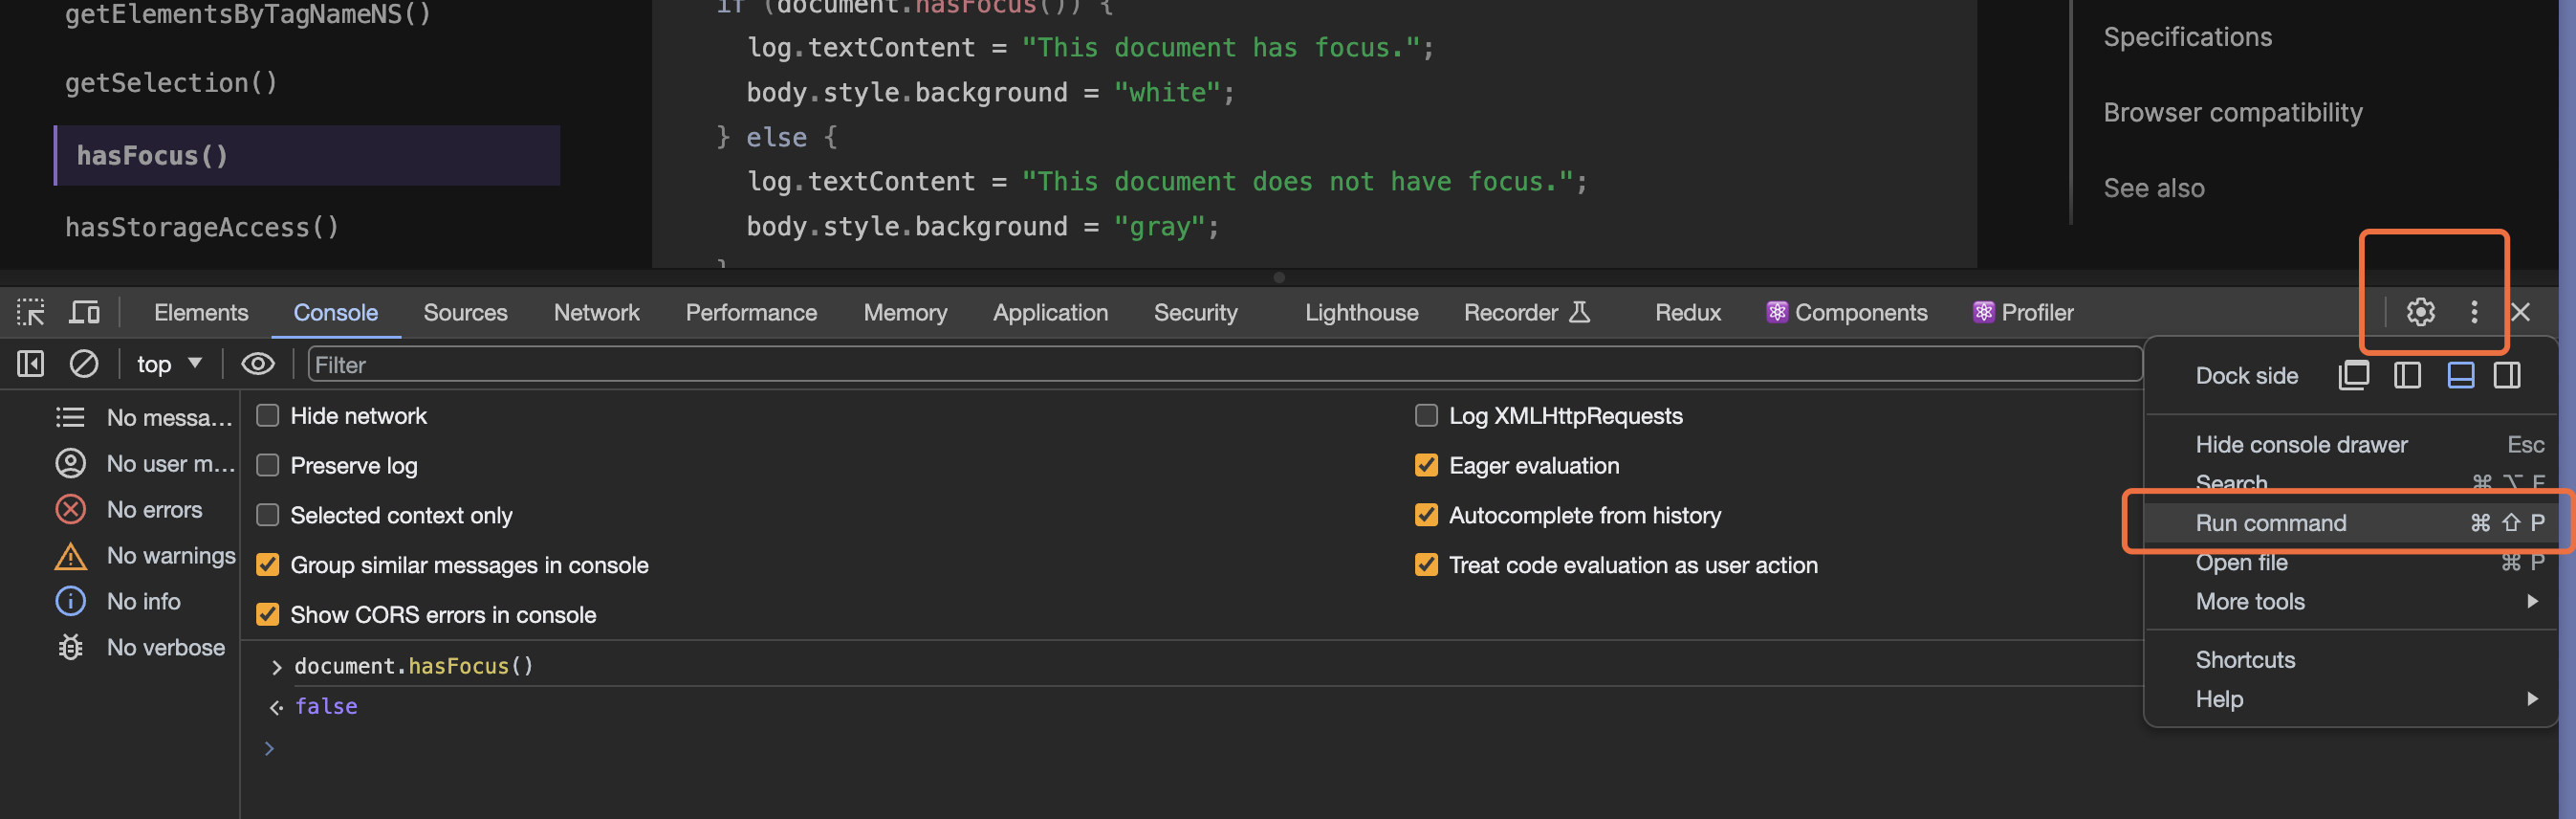 getElementsByTagNameNS()
getSelection()
hasFocus()
hasStorageAccess()
if (document.hasFocus()) {
log.textContent = "This document has focus.";
body.style.background = "white";
} else {
log.textContent = "This document does not have focus.";
body.style.background = "gray";
}
Specifications
Browser compatibility
See also
Elements Console Sources Network Performance Memory Application Security Lighthouse Recorder Redux Components Profiler
top Filter
No messa...
No user m...
No errors
No warnings
No info
No verbose
Hide network
Preserve log
Selected context only
Group similar messages in console
Show CORS errors in console
Log XMLHttpRequests
Eager evaluation
Autocomplete from history
Treat code evaluation as user action
> document.hasFocus()
false
>
Dock side
Hide console drawer Esc
Search ⌘ ⌥ F
Run command ⌘ ⇧ P
Open file ⌘ P
More tools
Shortcuts
Help